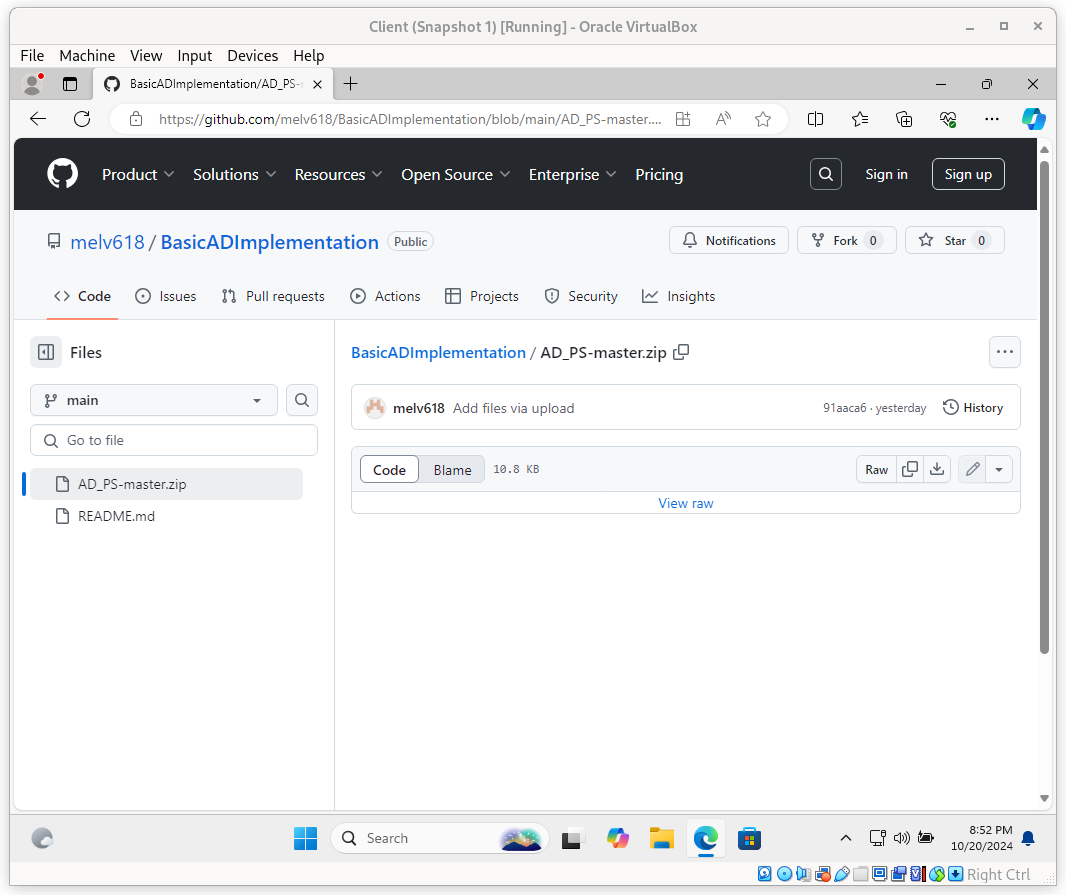 Client (Snapshot 1) [Running] - Oracle VirtualBox
File Machine View Input Devices Help
BasicADImplementation/AD_PS-
https://github.com/melv618/BasicADImplementation/blob/main/AD_PS-master....
Product Solutions Resources Open Source Enterprise Pricing Sign in Sign up
melv618 / BasicADImplementation Public Notifications Fork 0 Star 0
Code Issues Pull requests Actions Projects Security Insights
Files
BasicADImplementation / AD_PS-master.zip
main
melv618 Add files via upload 91aaca6 · yesterday History
Go to file
Code Blame 10.8 KB Raw
AD_PS-master.zip
View raw
README.md
Search
8:52 PM
10/20/2024
Right Ctrl